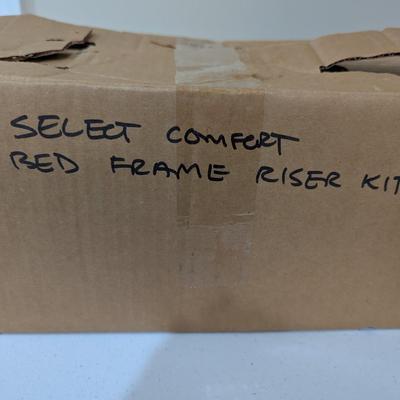 SELECT COMFORT
BED FRAME RISER KIT